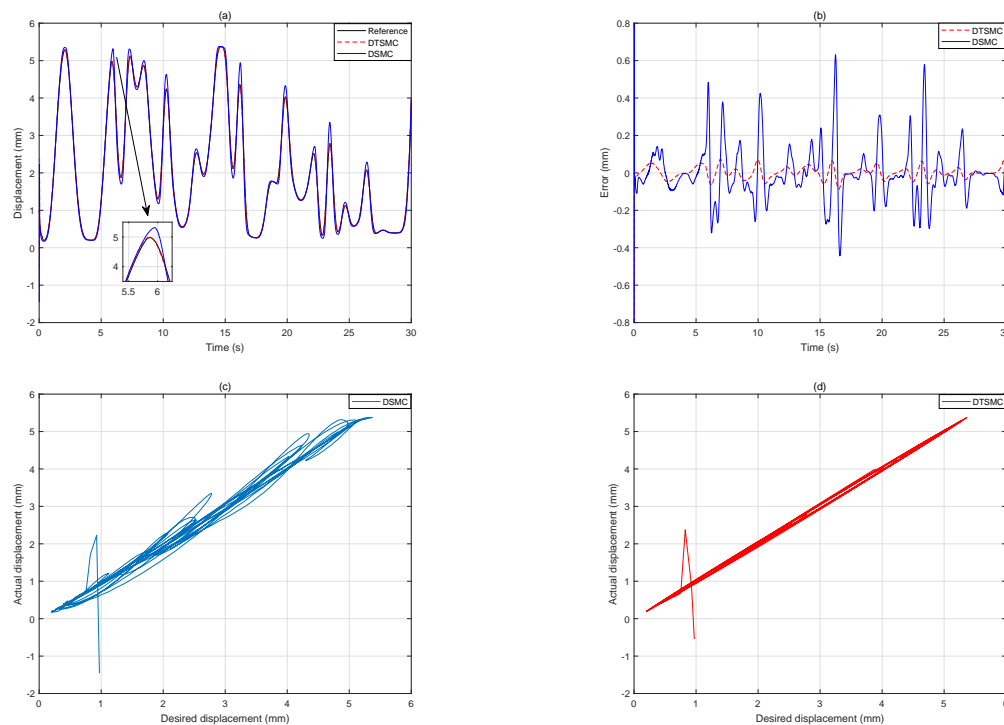 (a)
6
5
4
3
2
1
0
-1
-2
Displacement (mm)
Reference
DTSMC
DSMC
5
4
5.5 6
0 5 10 15 20 25 30
Time (s)
(b)
0.8
0.6
0.4
0.2
0
-0.2
-0.4
-0.6
-0.8
Error (mm)
DTSMC
DSMC
0 5 10 15 20 25 30
Time (s)
(c)
6
5
4
3
2
1
0
-1
-2
Actual displacement (mm)
DSMC
0 1 2 3 4 5 6
Desired displacement (mm)
(d)
6
5
4
3
2
1
0
-1
-2
Actual displacement (mm)
DTSMC
0 1 2 3 4 5 6
Desired displacement (mm)